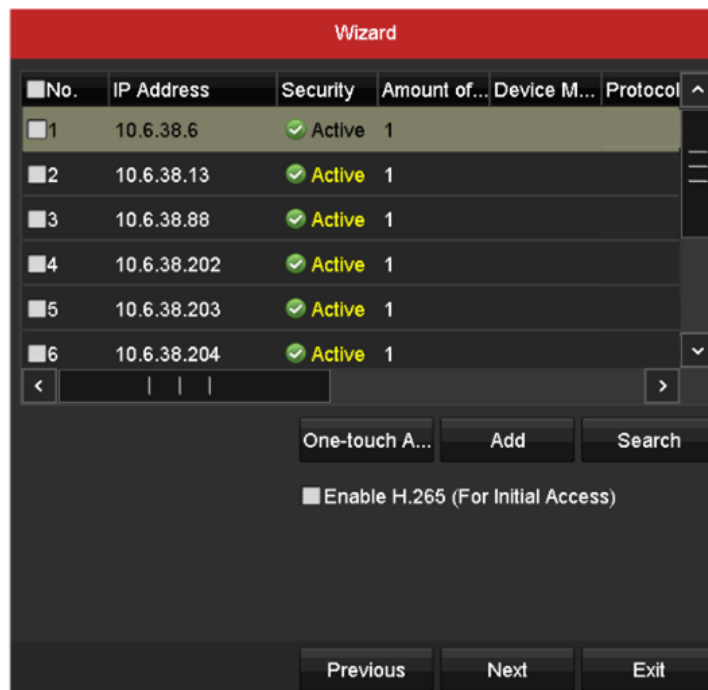 Wizard
No. IP Address Security Amount of... Device M... Protocol
1 10.6.38.6 Active 1
2 10.6.38.13 Active 1
3 10.6.38.88 Active 1
4 10.6.38.202 Active 1
5 10.6.38.203 Active 1
6 10.6.38.204 Active 1
One-touch A... Add Search
Enable H.265 (For Initial Access)
Previous Next Exit